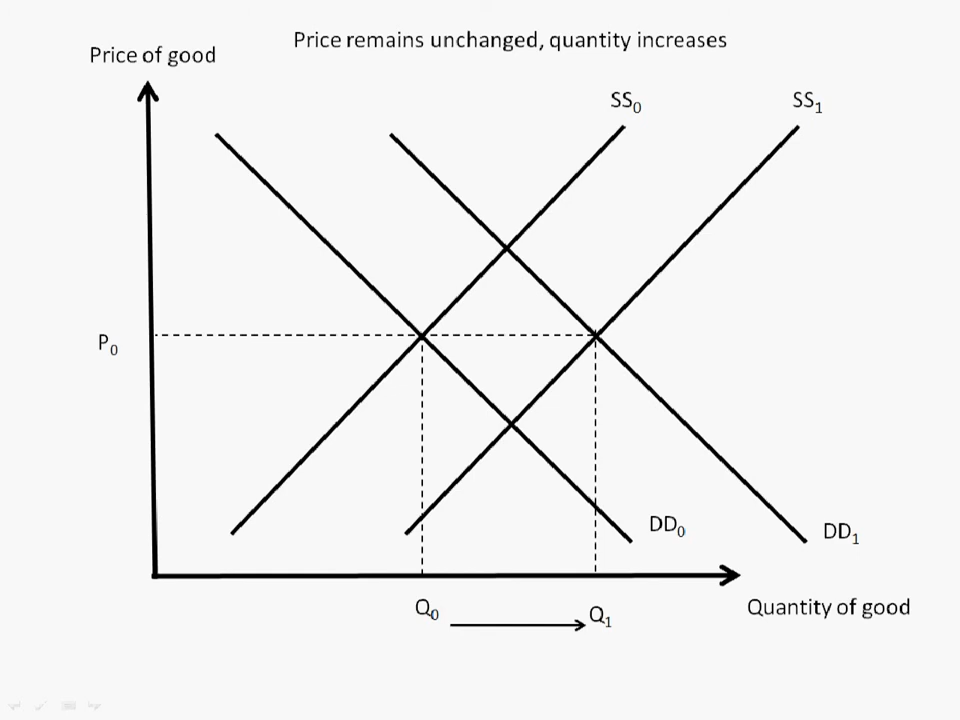 Price remains unchanged, quantity increases
Price of good
SS₀
SS₁
P₀
DD₀
DD₁
Q₀
Q₁
Quantity of good